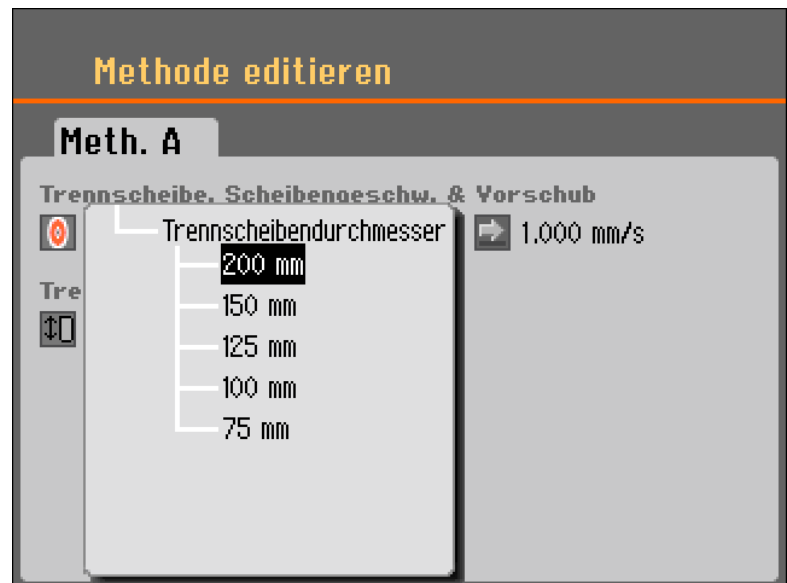 Methode editieren
Meth. A
Trennscheibe, Scheibengeschw. & Vorschub
Trennscheibendurchmesser
1.000 mm/s
200 mm
Tre
150 mm
125 mm
100 mm
75 mm